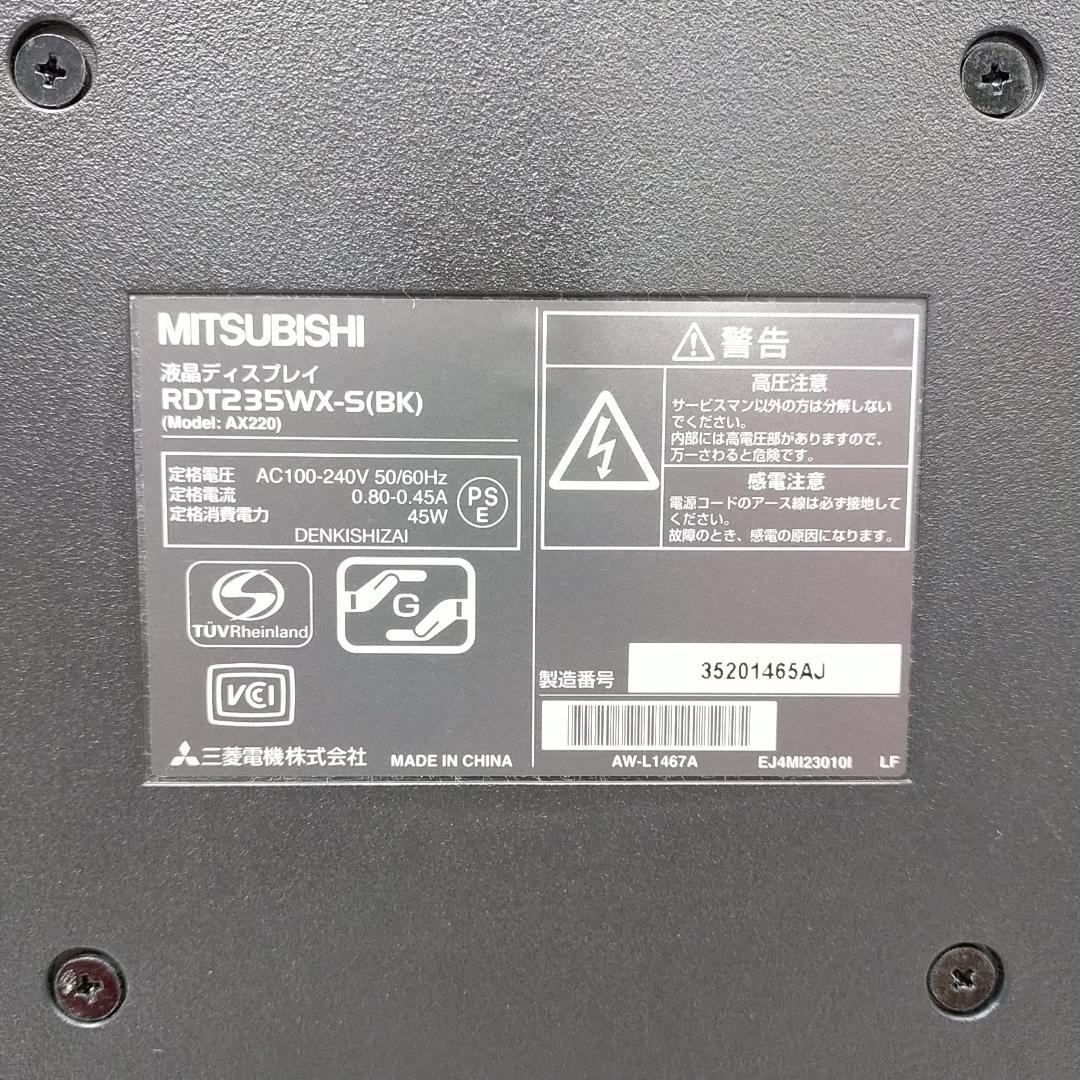 MITSUBISHI
液晶ディスプレイ
RDT235WX-S(BK)
(Model: AX220)
定格電圧 AC100-240V 50/60Hz
定格電流 0.80-0.45A
定格消費電力 45W
PS
E
DENKISHIZAI
TÜVRheinland
G
VCCI
三菱電機株式会社 MADE IN CHINA
警告
高圧注意
サービスマン以外の方は分解しない
でください。
内部には高電圧部がありますので、
万一さわると危険です。
感電注意
電源コードのアース線は必ず接地して
ください。
故障のとき、感電の原因になります。
製造番号 35201465AJ
AW-L1467A EJ4MI23010I LF